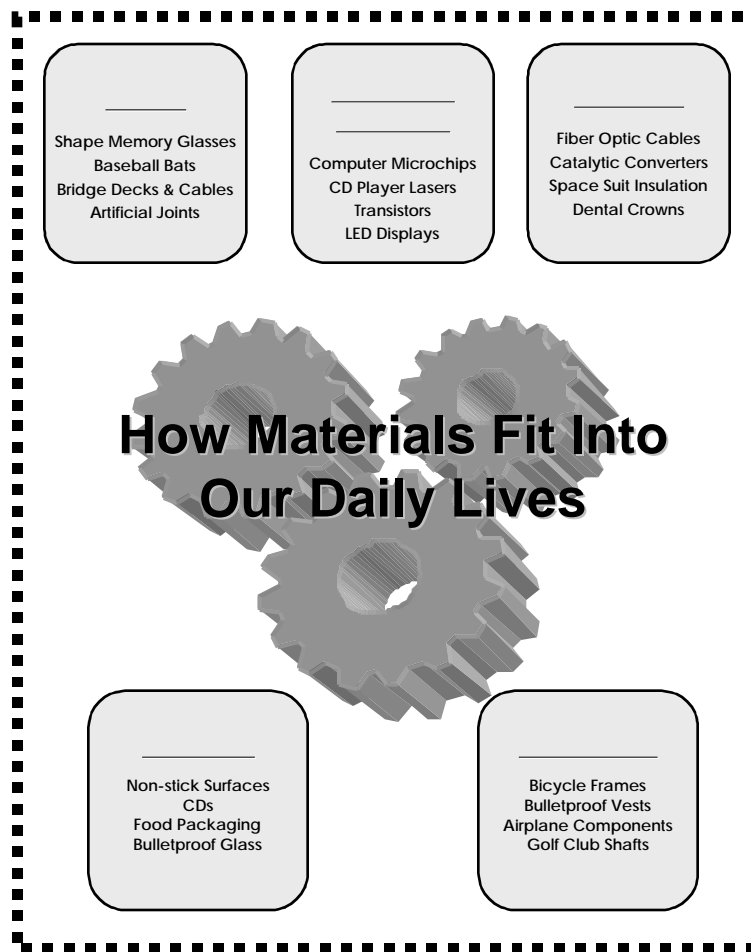 Shape Memory Glasses
Baseball Bats
Bridge Decks & Cables
Artificial Joints
Computer Microchips
CD Player Lasers
Transistors
LED Displays
Fiber Optic Cables
Catalytic Converters
Space Suit Insulation
Dental Crowns
How Materials Fit Into
Our Daily Lives
Non-stick Surfaces
CDs
Food Packaging
Bulletproof Glass
Bicycle Frames
Bulletproof Vests
Airplane Components
Golf Club Shafts